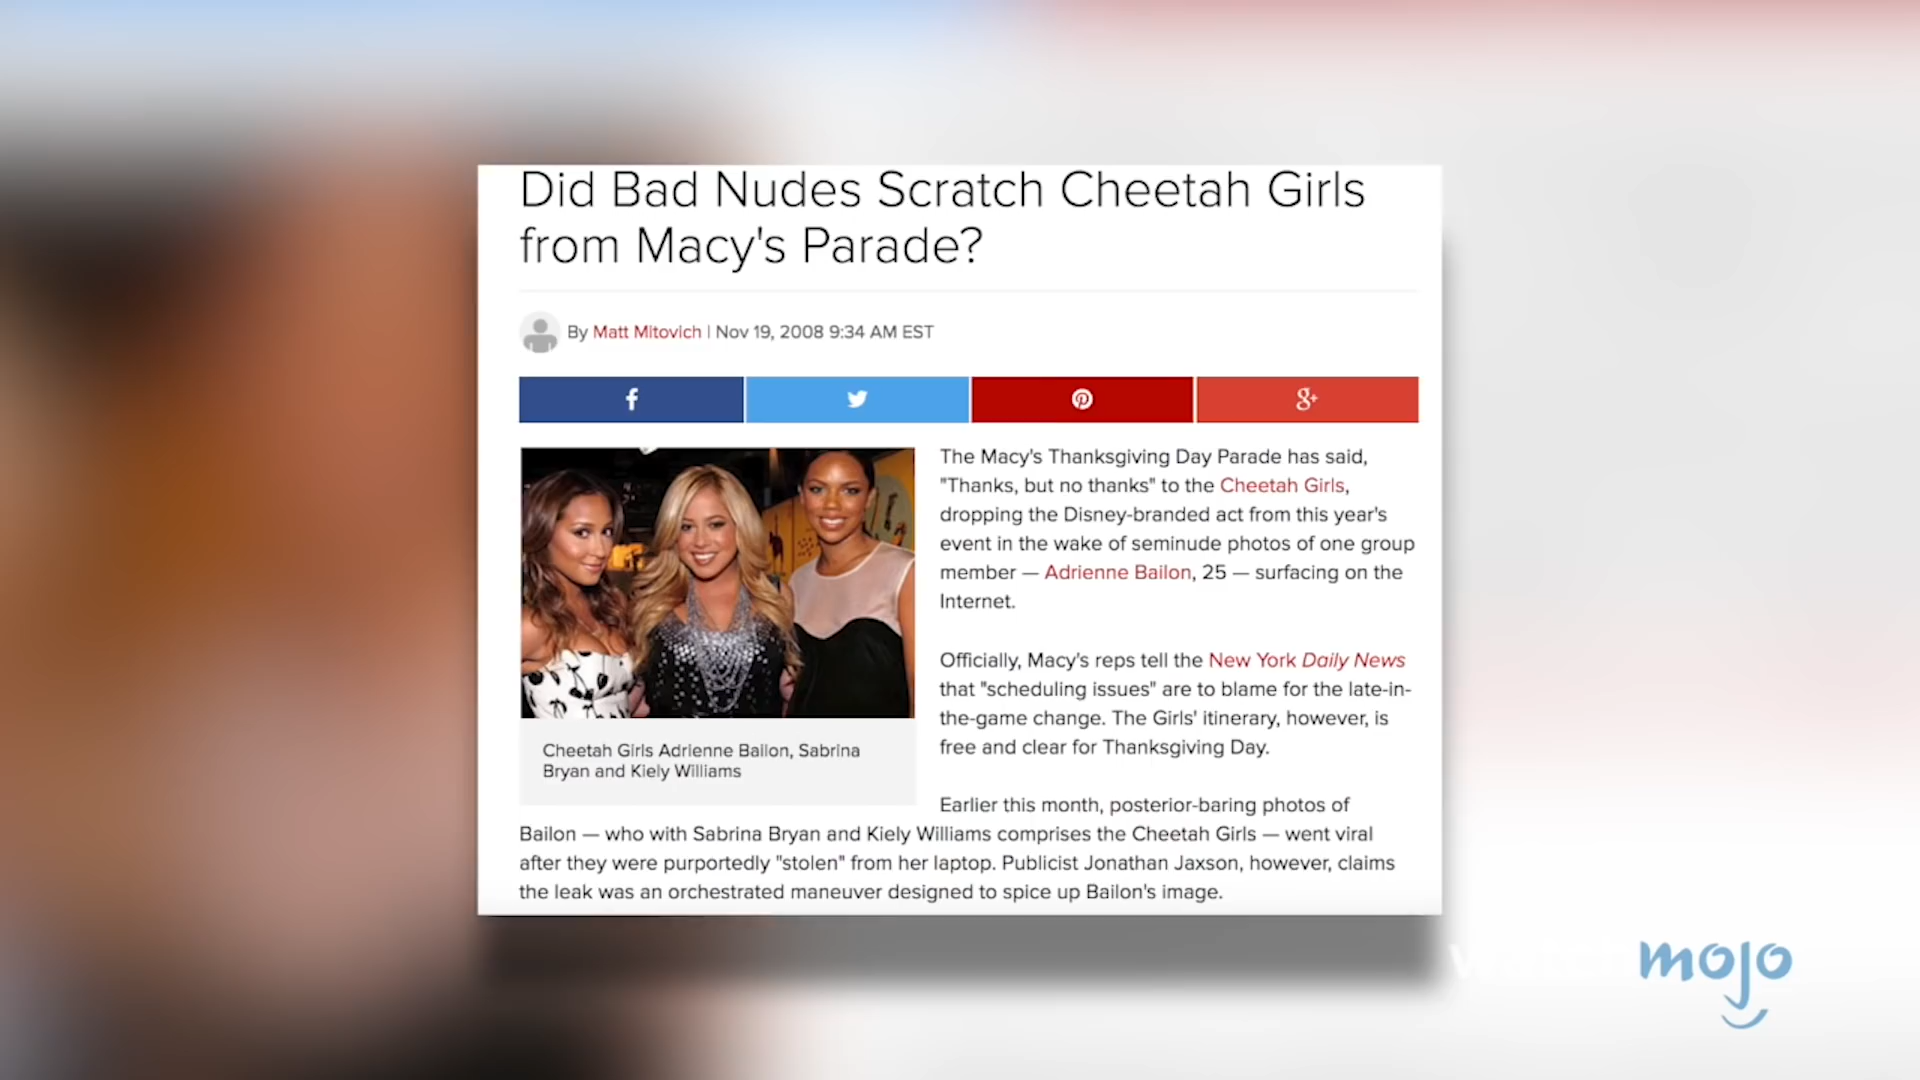 Did Bad Nudes Scratch Cheetah Girls
from Macy's Parade?
By Matt Mitovich | Nov 19, 2008 9:34 AM EST
The Macy's Thanksgiving Day Parade has said,
"Thanks, but no thanks" to the Cheetah Girls,
dropping the Disney-branded act from this year's
event in the wake of seminude photos of one group
member — Adrienne Bailon, 25 — surfacing on the
Internet.
Officially, Macy's reps tell the New York Daily News
that "scheduling issues" are to blame for the late-in-
the-game change. The Girls' itinerary, however, is
free and clear for Thanksgiving Day.
Cheetah Girls Adrienne Bailon, Sabrina
Bryan and Kiely Williams
Earlier this month, posterior-baring photos of
Bailon — who with Sabrina Bryan and Kiely Williams comprises the Cheetah Girls — went viral
after they were purportedly "stolen" from her laptop. Publicist Jonathan Jaxson, however, claims
the leak was an orchestrated maneuver designed to spice up Bailon's image.
mojo